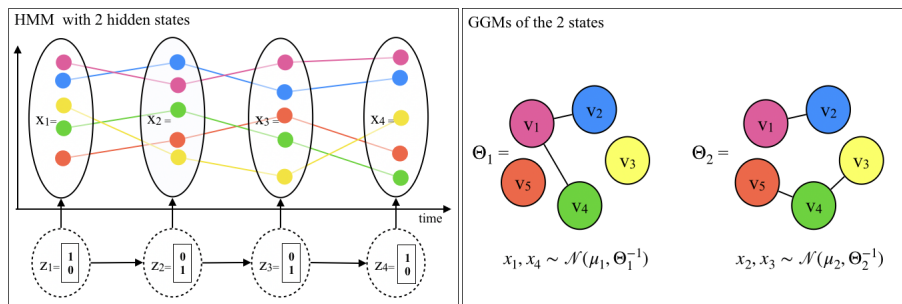 HMM with 2 hidden states
x₁=
x₂ =
x₃ =
x₄ =
time
z₁= 1 0
z₂= 0 1
z₃= 0 1
z₄= 1 0
GGMs of the 2 states
Θ₁ =
v₁
v₂
v₃
v₄
v₅
x₁, x₄ ∼ 𝒩(μ₁, Θ₁⁻¹)
Θ₂ =
v₁
v₂
v₃
v₄
v₅
x₂, x₃ ∼ 𝒩(μ₂, Θ₂⁻¹)